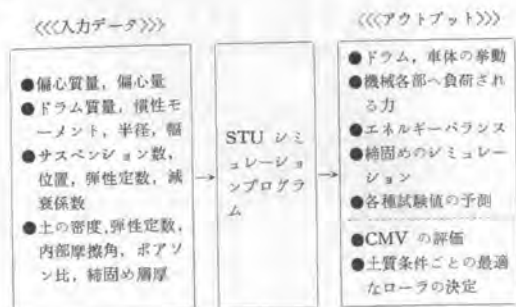 <<<入力データ>>>
●偏心質量，偏心量
●ドラム質量，慣性モ
ーメント，半径，幅
●サスペンション数，
位置，弾性定数，減
衰係数
●土の密度，弾性定数，
内部摩擦角，ポアソ
ン比，締固め層厚
STU シミ
ュレーショ
ンプログラ
ム
<<<アウトプット>>>
●ドラム，車体の挙動
●機械各部へ負荷され
る力
●エネルギーバランス
●締固めのシミュレー
ション
●各種試験値の予測
●CMV の評価
●土質条件ごとの最適
なローラの決定